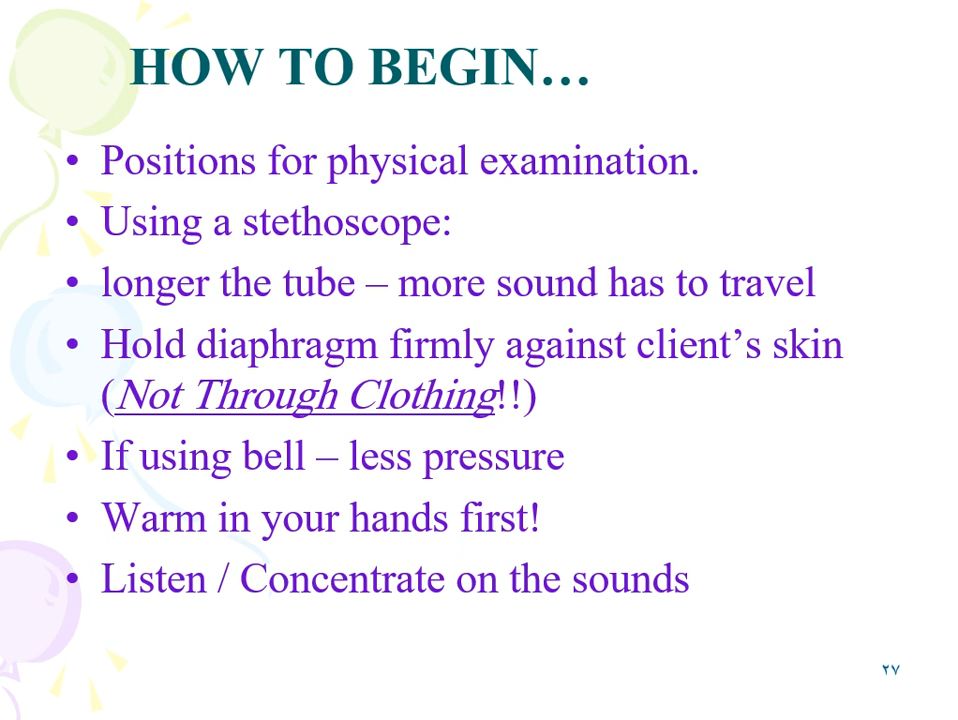 HOW TO BEGIN…
• Positions for physical examination.
• Using a stethoscope:
• longer the tube – more sound has to travel
• Hold diaphragm firmly against client’s skin
(Not Through Clothing!!)
• If using bell – less pressure
• Warm in your hands first!
• Listen / Concentrate on the sounds
٢٧